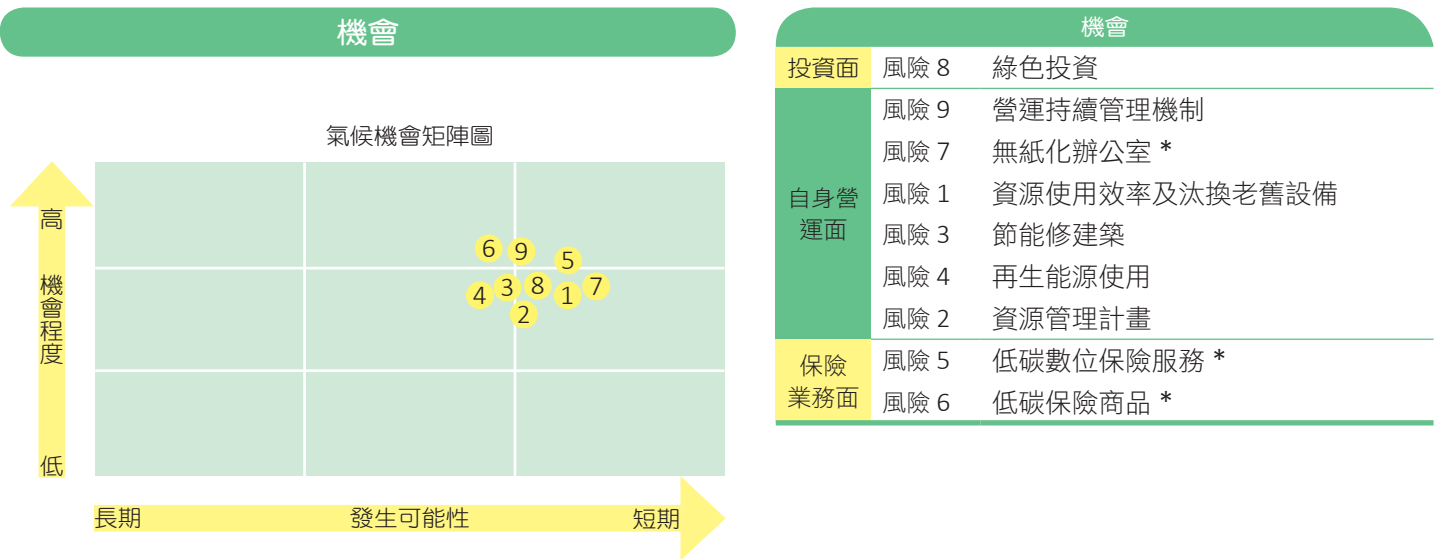 機會
氣候機會矩陣圖
高
機會程度
低
6
9
5
4
3
8
1
7
2
長期
發生可能性
短期
機會
投資面
風險 8 綠色投資
自身營
運面
風險 9 營運持續管理機制
風險 7 無紙化辦公室 *
風險 1 資源使用效率及汰換老舊設備
風險 3 節能修建築
風險 4 再生能源使用
風險 2 資源管理計畫
保險
業務面
風險 5 低碳數位保險服務 *
風險 6 低碳保險商品 *